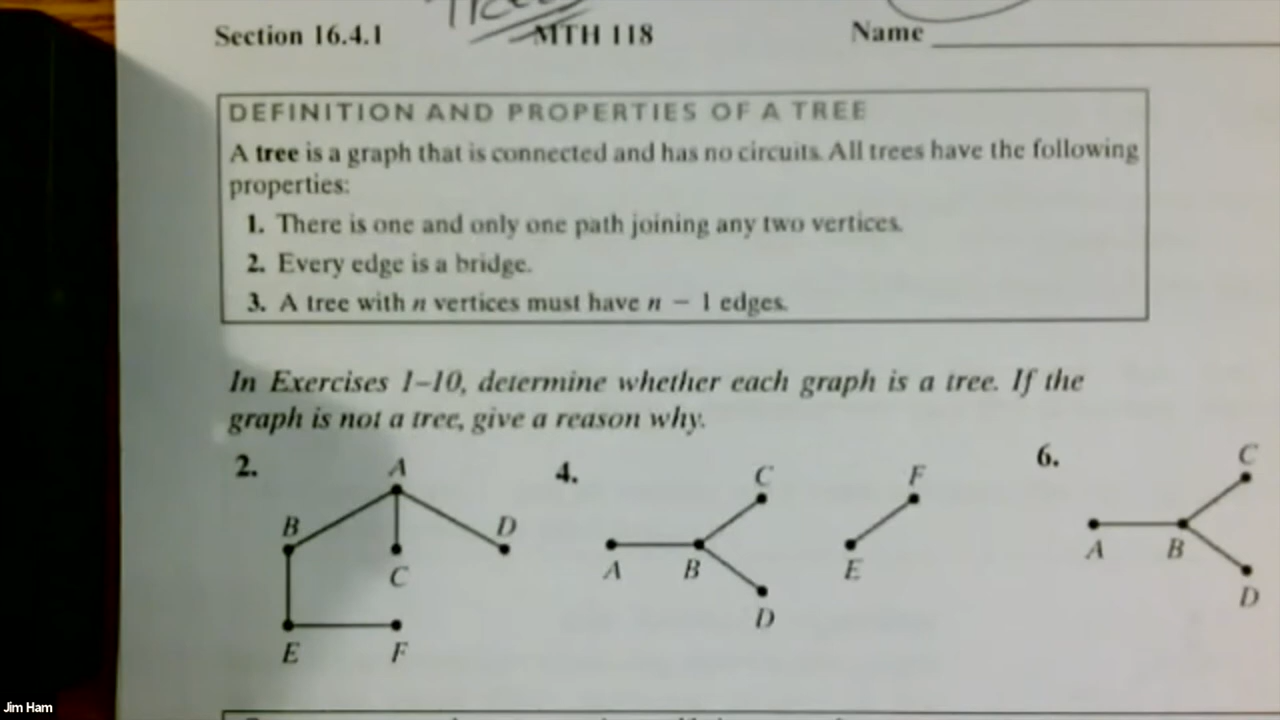 Section 16.4.1 MTH 118 Name
DEFINITION AND PROPERTIES OF A TREE
A tree is a graph that is connected and has no circuits. All trees have the following
properties:
1. There is one and only one path joining any two vertices.
2. Every edge is a bridge.
3. A tree with n vertices must have n − 1 edges.
In Exercises 1–10, determine whether each graph is a tree. If the
graph is not a tree, give a reason why.
2. A B C D E F
4. A B C D E F
6. A B C D
Jim Ham